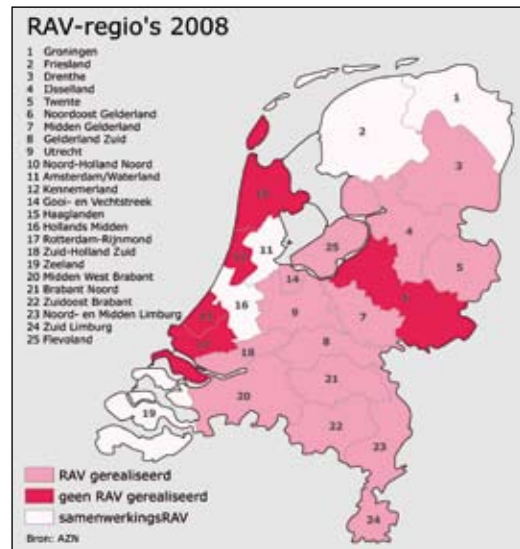 RAV-regio's 2008
1 Groningen
2 Friesland
3 Drenthe
4 IJsselland
5 Twente
6 Noordoost Gelderland
7 Midden Gelderland
8 Gelderland Zuid
9 Utrecht
10 Noord-Holland Noord
11 Amsterdam/Waterland
12 Kennemerland
14 Gooi- en Vechtstreek
15 Haaglanden
16 Hollands Midden
17 Rotterdam-Rijnmond
18 Zuid-Holland Zuid
19 Zeeland
20 Midden West Brabant
21 Brabant Noord
22 Zuidoost Brabant
23 Noord- en Midden Limburg
24 Zuid Limburg
25 Flevoland
1
2
3
4
11
25
5
14
16
9
7
8
18
21
20
19
22
23
24
RAV gerealiseerd
geen RAV gerealiseerd
samenwerkingsRAV
Bron: AZN